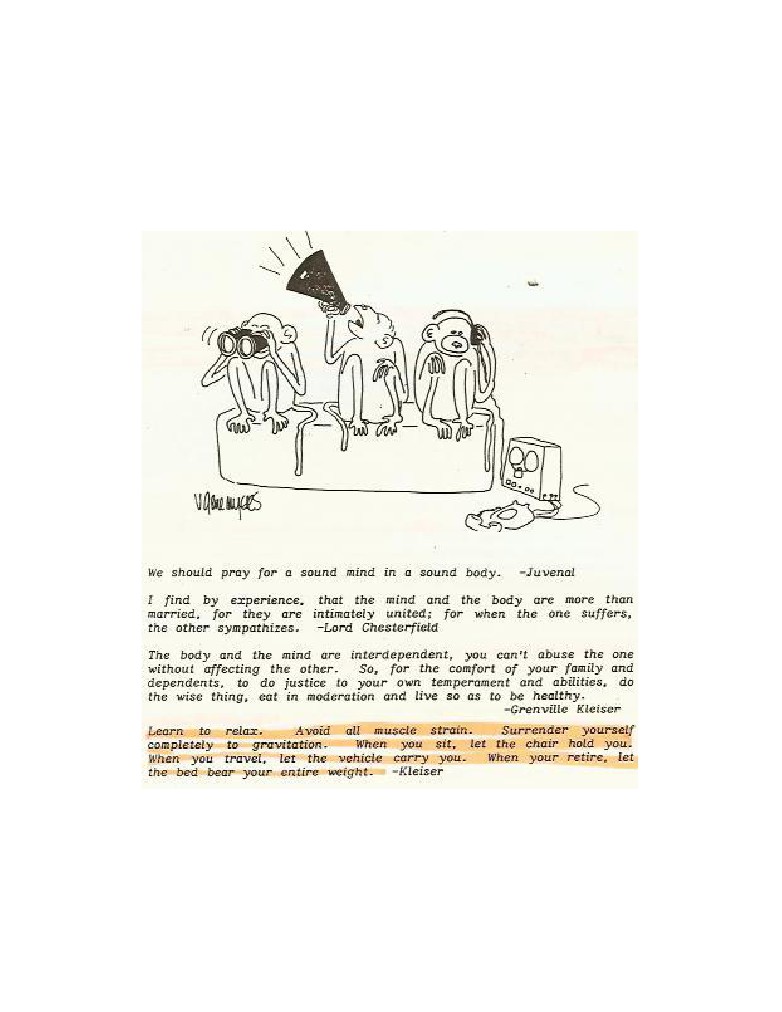 V. Gene Myers
We should pray for a sound mind in a sound body. -Juvenal
I find by experience, that the mind and the body are more than
married, for they are intimately united; for when the one suffers,
the other sympathizes. -Lord Chesterfield
The body and the mind are interdependent, you can't abuse the one
without affecting the other. So, for the comfort of your family and
dependents, to do justice to your own temperament and abilities, do
the wise thing, eat in moderation and live so as to be healthy.
-Grenville Kleiser
Learn to relax. Avoid all muscle strain. Surrender yourself
completely to gravitation. When you sit, let the chair hold you.
When you travel, let the vehicle carry you. When your retire, let
the bed bear your entire weight. -Kleiser